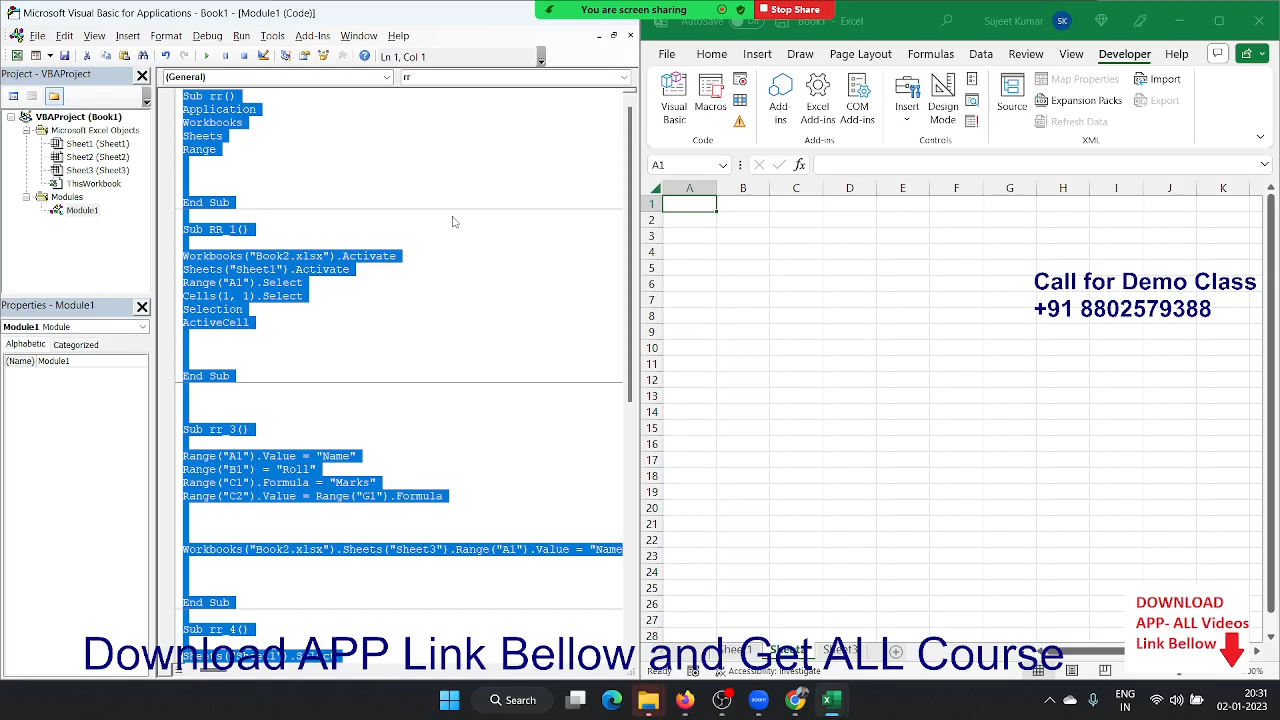 Microsoft Visual Basic for Applications - Book1 - [Module1 (Code)]
You are screen sharing
Stop Share
AutoSave
Book1 - Excel
Sujeet Kumar
SK
File Edit View Insert Format Debug Run Tools Add-Ins Window Help
Ln 1, Col 1
File Home Insert Draw Page Layout Formulas Data Review View Developer Help
Visual Basic
Macros
Add-ins
Excel Add-ins
COM Add-ins
Insert
Design Mode
Source
Map Properties
Expansion Packs
Refresh Data
Import
Export
Code
Add-ins
Controls
XML
Project - VBAProject
(General)
rr
VBAProject (Book1)
Microsoft Excel Objects
Sheet1 (Sheet1)
Sheet2 (Sheet2)
Sheet3 (Sheet3)
ThisWorkbook
Modules
Module1
Properties - Module1
Module1 Module
Alphabetic Categorized
(Name) Module1
Sub rr()
Application
Workbooks
Sheets
Range
End Sub
Sub RR_1()
Workbooks("Book2.xlsx").Activate
Sheets("Sheet1").Activate
Range("A1").Select
Cells(1, 1).Select
Selection
ActiveCell
End Sub
Sub rr_3()
Range("A1").Value = "Name"
Range("B1") = "Roll"
Range("C1").Formula = "Marks"
Range("C2").Value = Range("G1").Formula
Workbooks("Book2.xlsx").Sheets("Sheet3").Range("A1").Value = "Name
End Sub
Sub rr_4()
Sheets("Sheet1").Select
A1
fx
A B C D E F G H I J K
1
2
3
4
5
6
7
8
9
10
11
12
13
14
15
16
17
18
19
20
21
22
23
24
25
26
27
28
Call for Demo Class
+91 8802579388
DOWNLOAD
APP- ALL Videos
Link Bellow
Download APP Link Bellow and Get ALL Course
Sheet3
Ready
Accessibility: Investigate
Search
zoom
ENG
IN
20:31
02-01-2023